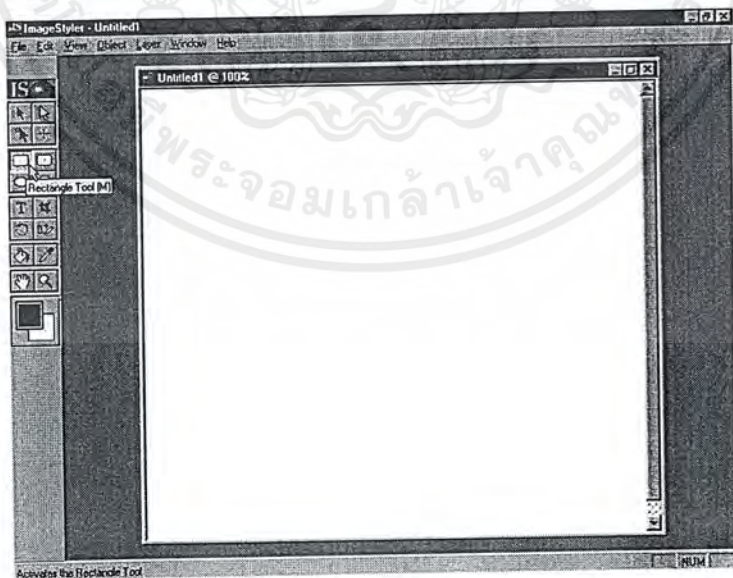 ImageStyler - Untitled1
File Edit View Object Layer Window Help
Untitled1 @ 100%
IS
Rectangle Tool (M)
T
พระจอมเกล้าเจ้าคุณ
Activates the Rectangle Tool
NUM